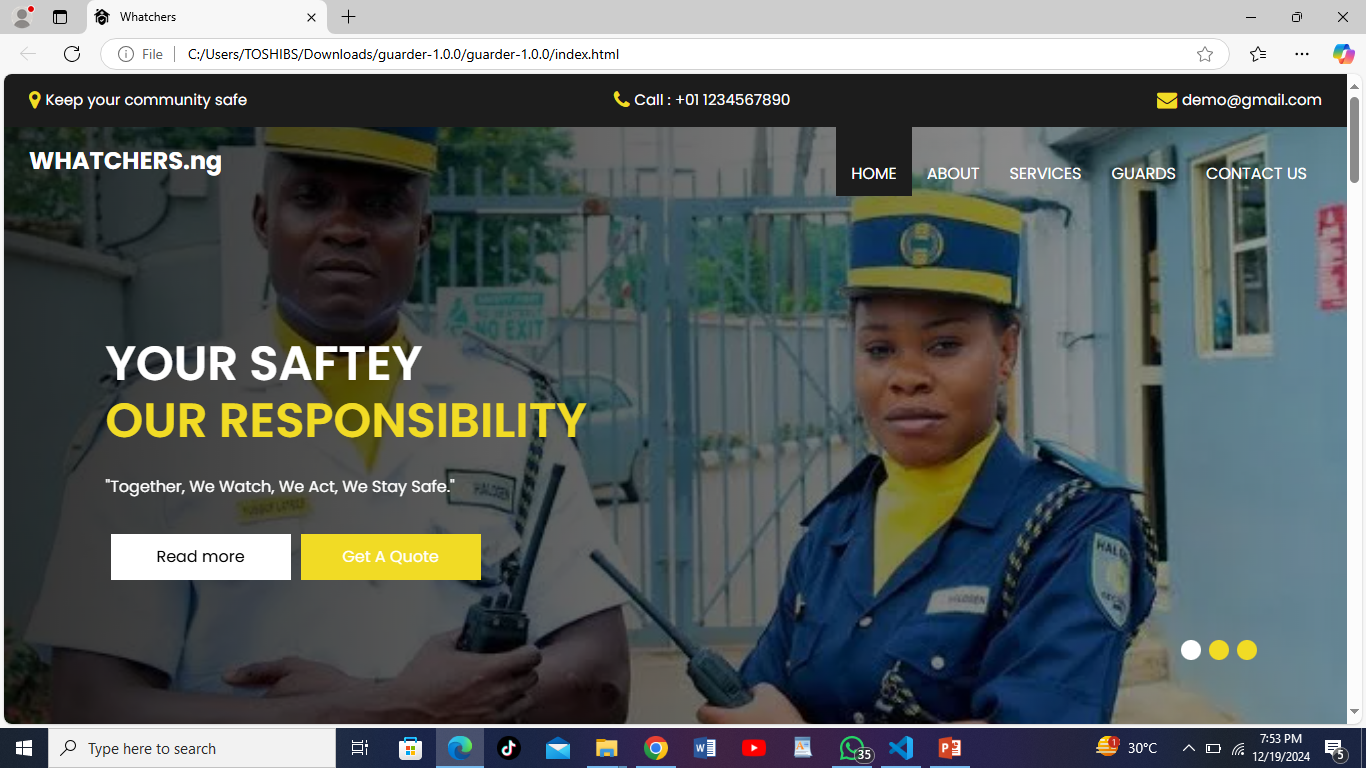 Whatchers
File
C:/Users/TOSHIBS/Downloads/guarder-1.0.0/guarder-1.0.0/index.html
Keep your community safe
Call : +01 1234567890
demo@gmail.com
WHATCHERS.ng
HOME
ABOUT
SERVICES
GUARDS
CONTACT US
NO EXIT
YOUR SAFTEY
OUR RESPONSIBILITY
"Together, We Watch, We Act, We Stay Safe."
HALOGEN
Read more
Get A Quote
HALOGEN
Type here to search
35
1
30°C
7:53 PM
12/19/2024
5